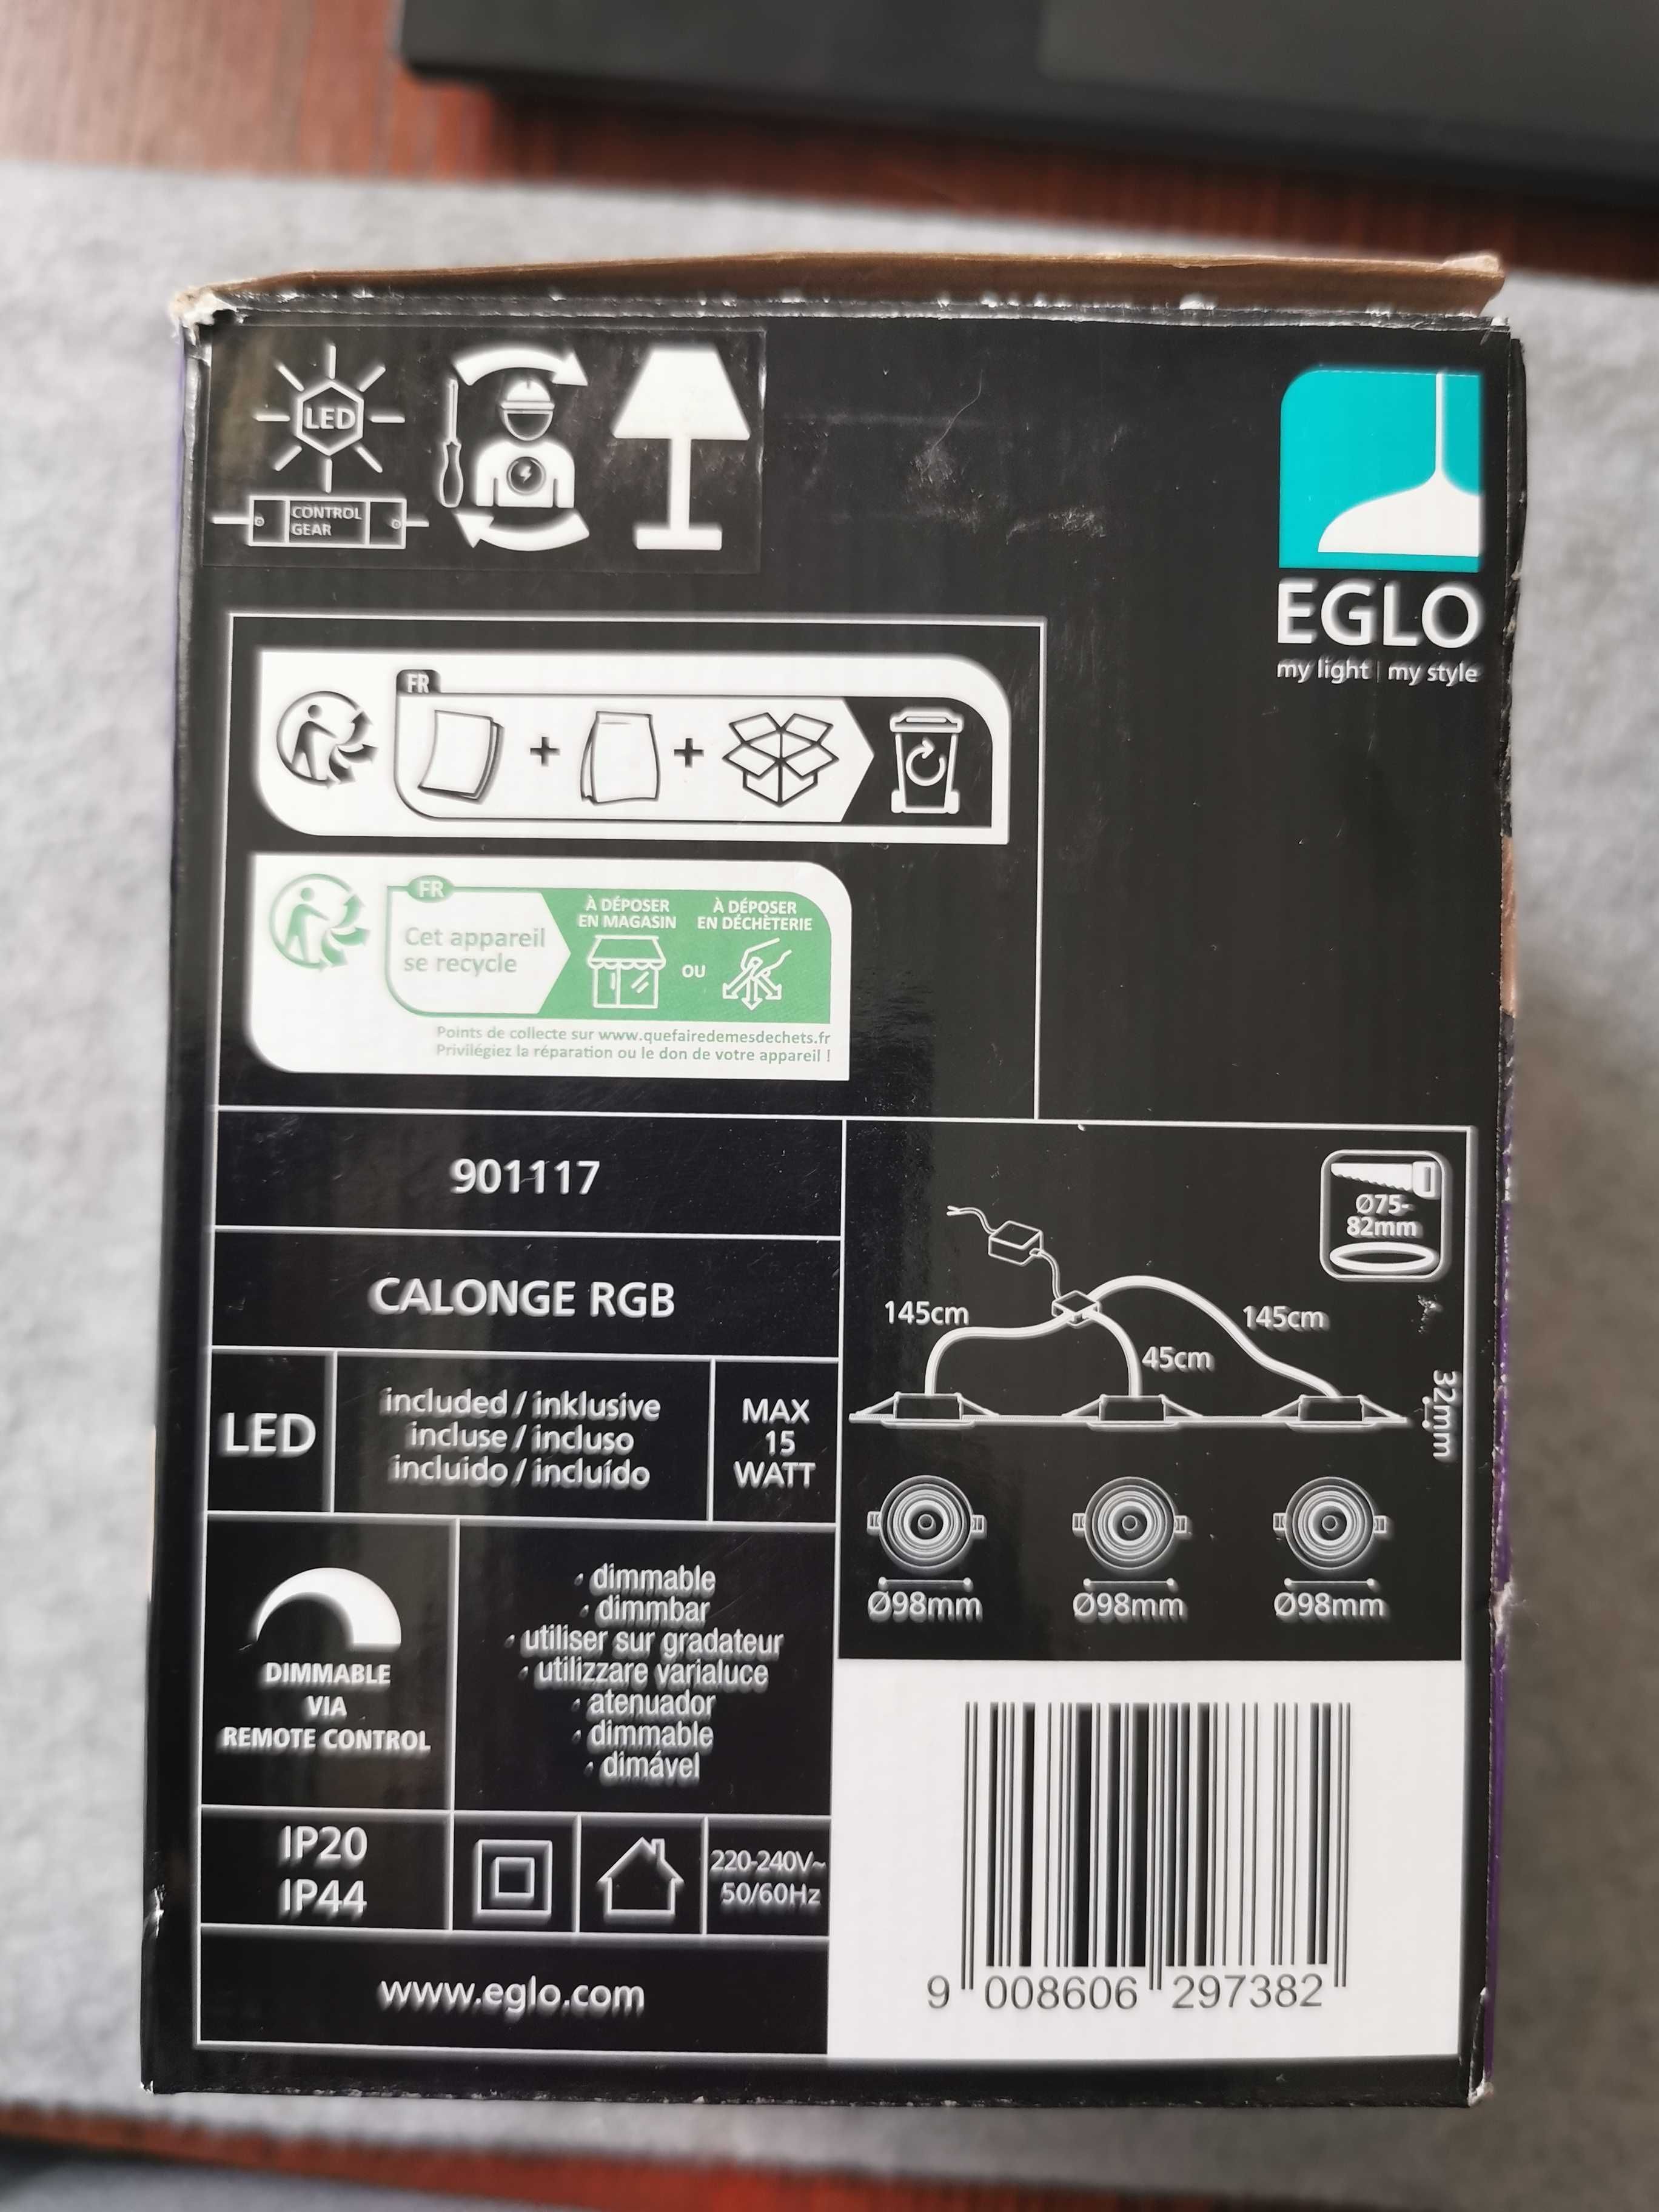 LED
CONTROL
GEAR
EGLO
my light | my style
FR
+ +
FR
Cet appareil
se recycle
À DÉPOSER
EN MAGASIN
OU
À DÉPOSER
EN DÉCHÈTERIE
Points de collecte sur www.quefairedemesdechets.fr
Privilégiez la réparation ou le don de votre appareil !
901117
CALONGE RGB
LED
included / inklusive
incluse / incluso
incluido / incluído
MAX
15
WATT
DIMMABLE
VIA
REMOTE CONTROL
· dimmable
· dimmbar
· utiliser sur gradateur
· utilizzare varialuce
· atenuador
· dimmable
· dimável
IP20
IP44
220-240V~
50/60Hz
www.eglo.com
Ø75-
82mm
145cm
145cm
45cm
32mm
Ø98mm
Ø98mm
Ø98mm
9 008606 297382